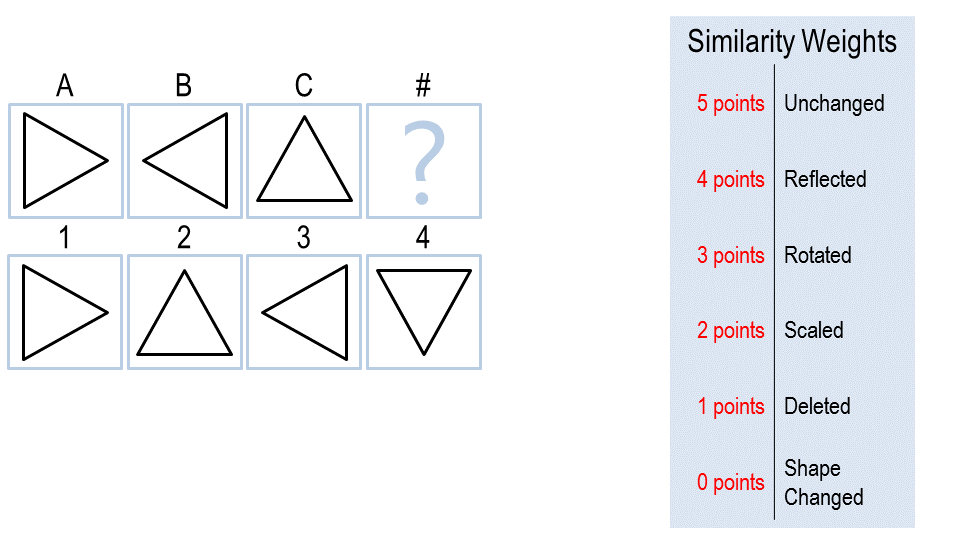 Similarity Weights
A B C #
?
1 2 3 4
5 points Unchanged
4 points Reflected
3 points Rotated
2 points Scaled
1 points Deleted
0 points Shape
Changed